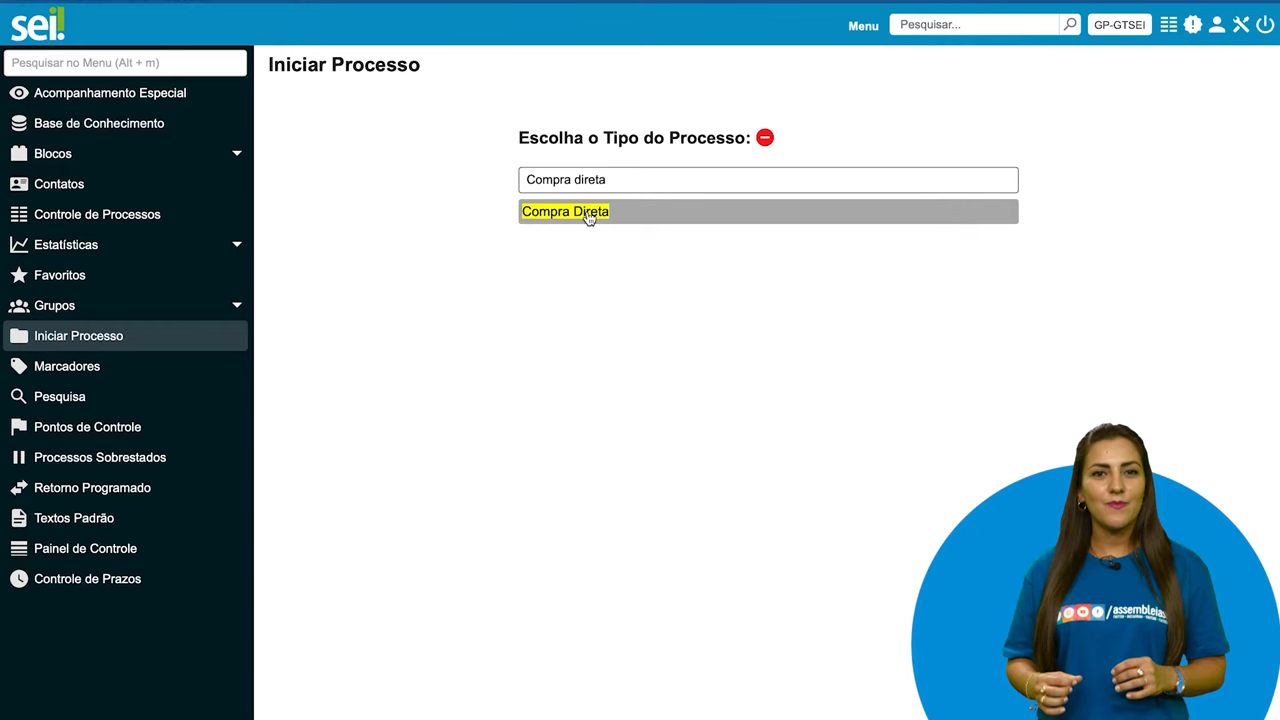 sei!
Menu
Pesquisar...
GP-GTSEI
Pesquisar no Menu (Alt + m)
Acompanhamento Especial
Base de Conhecimento
Blocos
Contatos
Controle de Processos
Estatísticas
Favoritos
Grupos
Iniciar Processo
Marcadores
Pesquisa
Pontos de Controle
Processos Sobrestados
Retorno Programado
Textos Padrão
Painel de Controle
Controle de Prazos
Iniciar Processo
Escolha o Tipo do Processo:
Compra direta
Compra Direta
/assembleias